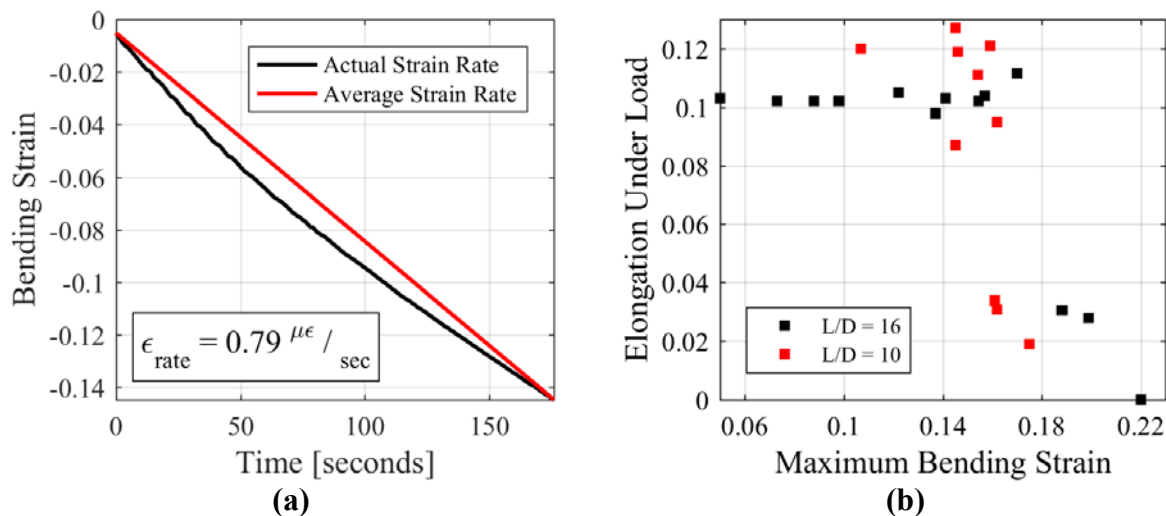 0
-0.02
-0.04
-0.06
-0.08
-0.1
-0.12
-0.14
Bending Strain
Actual Strain Rate
Average Strain Rate
ϵrate = 0.79 με / sec
0
50
100
150
Time [seconds]
(a)
0.12
0.1
0.08
0.06
0.04
0.02
0
Elongation Under Load
L/D = 16
L/D = 10
0.06
0.1
0.14
0.18
0.22
Maximum Bending Strain
(b)